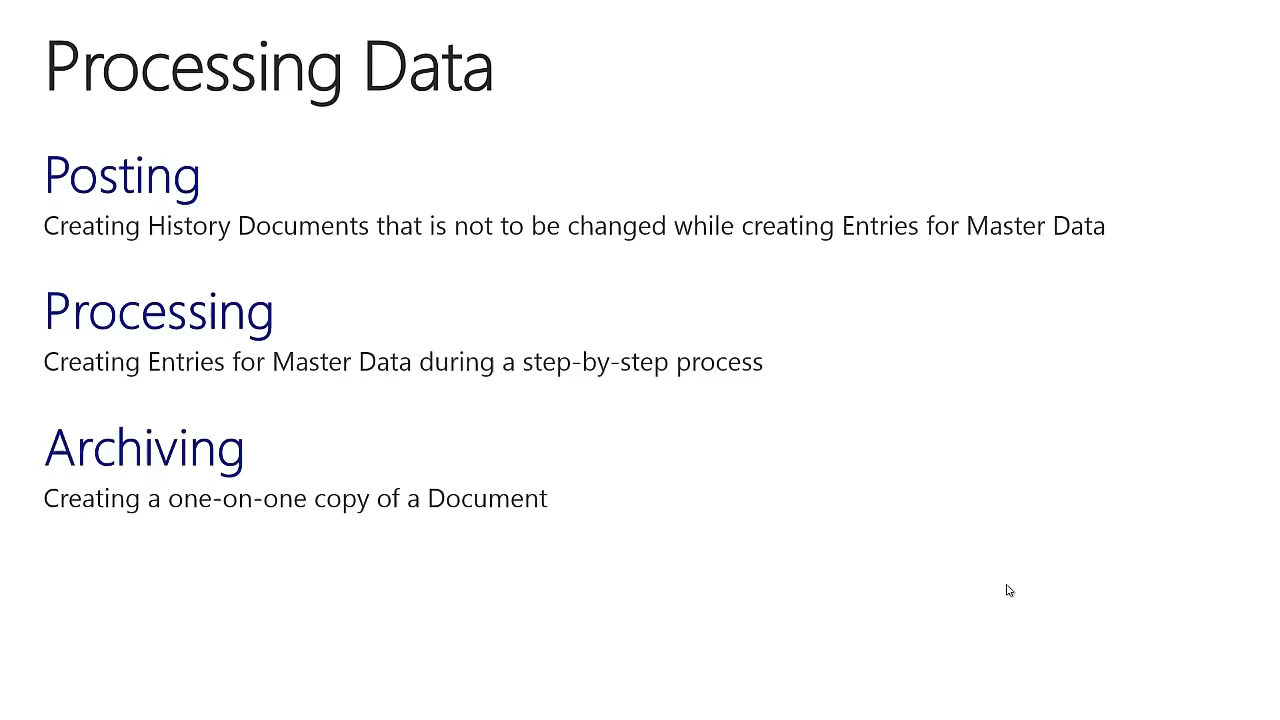 Processing Data
Posting
Creating History Documents that is not to be changed while creating Entries for Master Data
Processing
Creating Entries for Master Data during a step-by-step process
Archiving
Creating a one-on-one copy of a Document